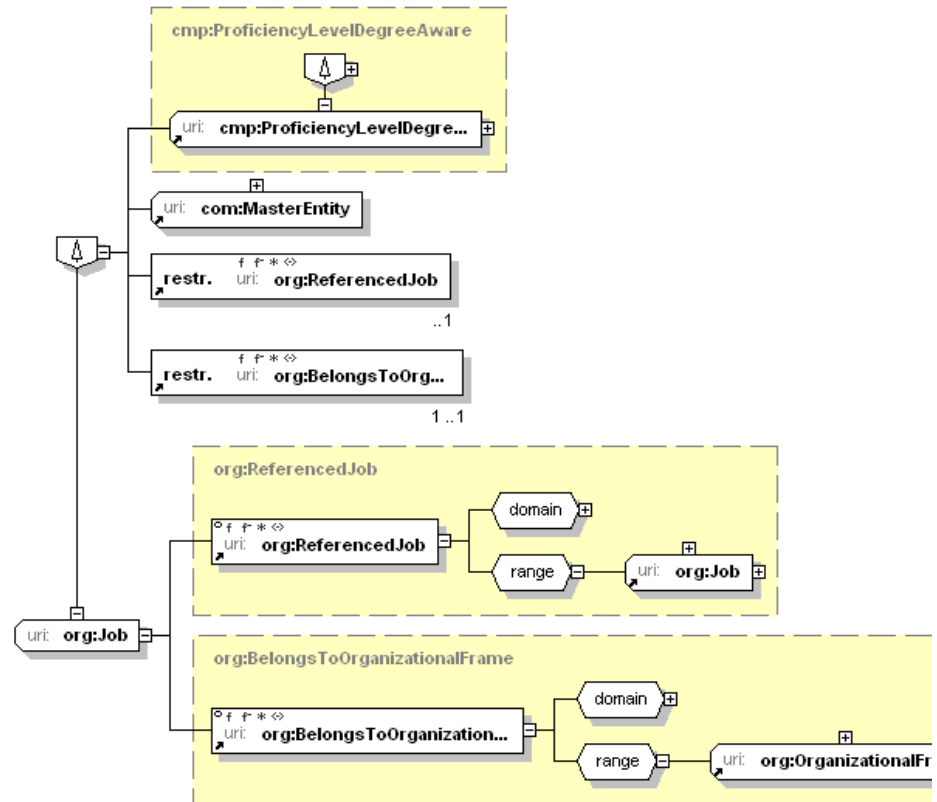 cmp:ProficiencyLevelDegreeAware
uri: cmp:ProficiencyLevelDegre...
uri: com:MasterEntity
restr. uri: org:ReferencedJob
..1
restr. uri: org:BelongsToOrg...
1 ..1
org:ReferencedJob
domain
uri: org:ReferencedJob
range
uri: org:Job
uri: org:Job
org:BelongsToOrganizationalFrame
domain
uri: org:BelongsToOrganization...
range
uri: org:OrganizationalFr